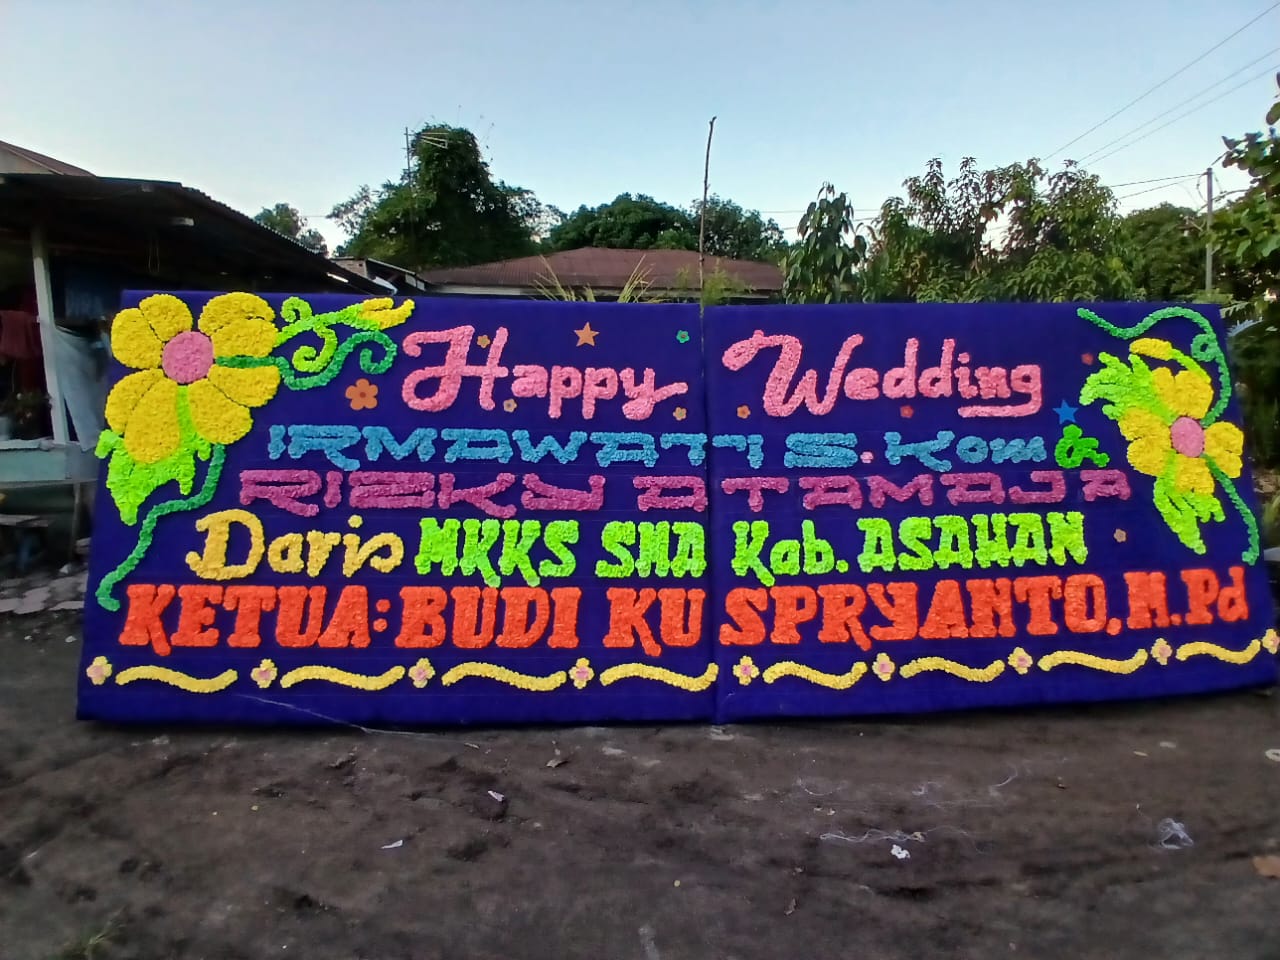 Happy Wedding
IRMAWATI S.Kom &
RIZKY ATAMAJA
Dari MKKS SMA Kab. ASAHAN
KETUA: BUDI KUSPRYANTO, M.Pd